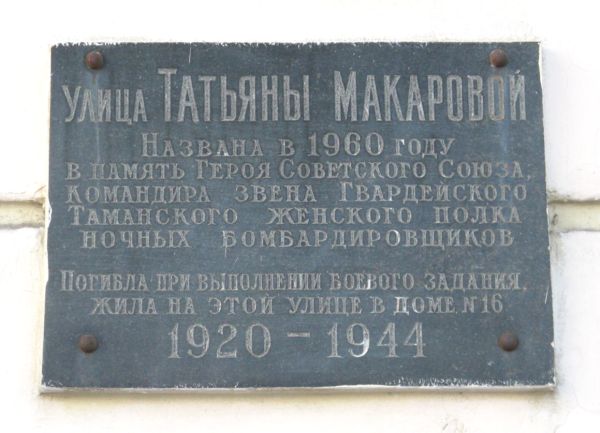 Улица Татьяны Макаровой
Названа в 1960 году
в память Героя Советского Союза,
командира звена Гвардейского
Таманского женского полка
ночных бомбардировщиков
Погибла при выполнении боевого задания.
Жила на этой улице в доме N 16
1920 – 1944